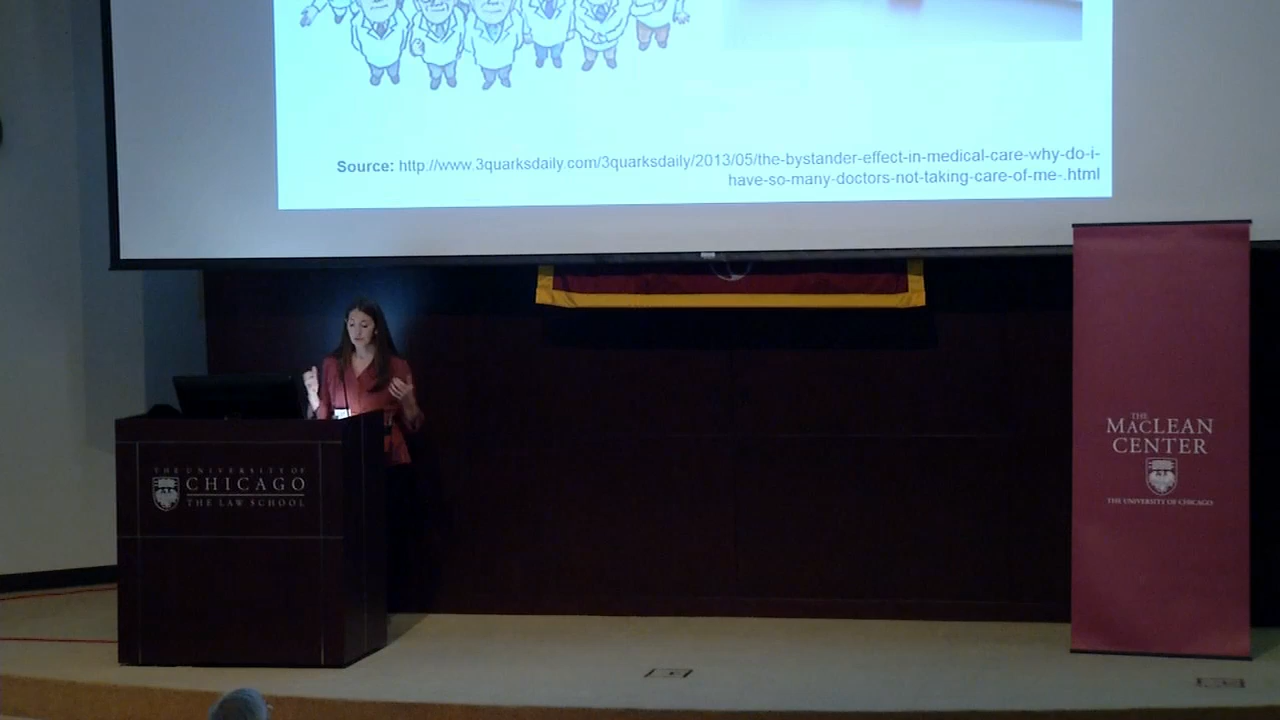 Source: http://www.3quarksdaily.com/3quarksdaily/2013/05/the-bystander-effect-in-medical-care-why-do-i-
have-so-many-doctors-not-taking-care-of-me-.html
THE
MACLEAN
CENTER
THE UNIVERSITY OF CHICAGO
THE UNIVERSITY OF
CHICAGO
THE LAW SCHOOL